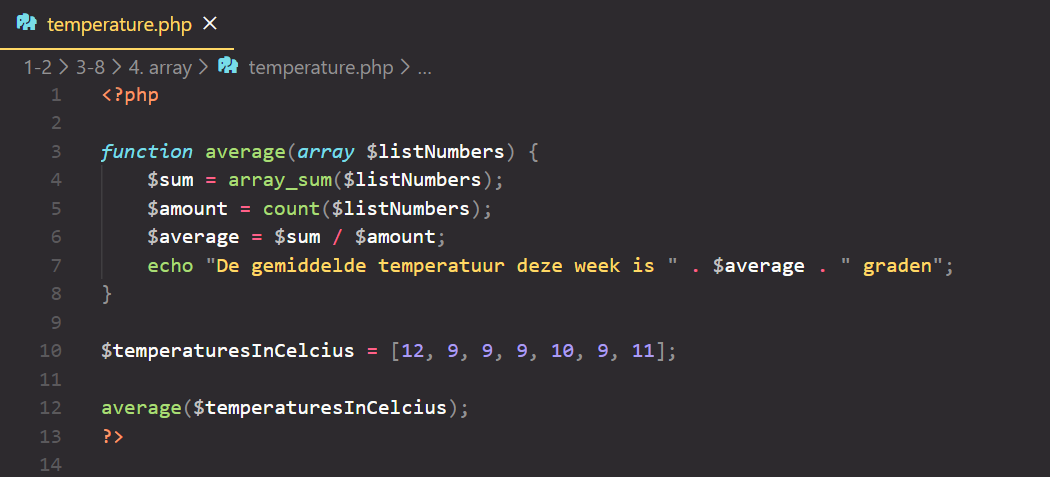 temperature.php ×
1-2 > 3-8 > 4. array > temperature.php > ...
1 <?php
2
3 function average(array $listNumbers) {
4     $sum = array_sum($listNumbers);
5     $amount = count($listNumbers);
6     $average = $sum / $amount;
7     echo "De gemiddelde temperatuur deze week is " . $average . " graden";
8 }
9
10 $temperaturesInCelcius = [12, 9, 9, 9, 10, 9, 11];
11
12 average($temperaturesInCelcius);
13 ?>
14